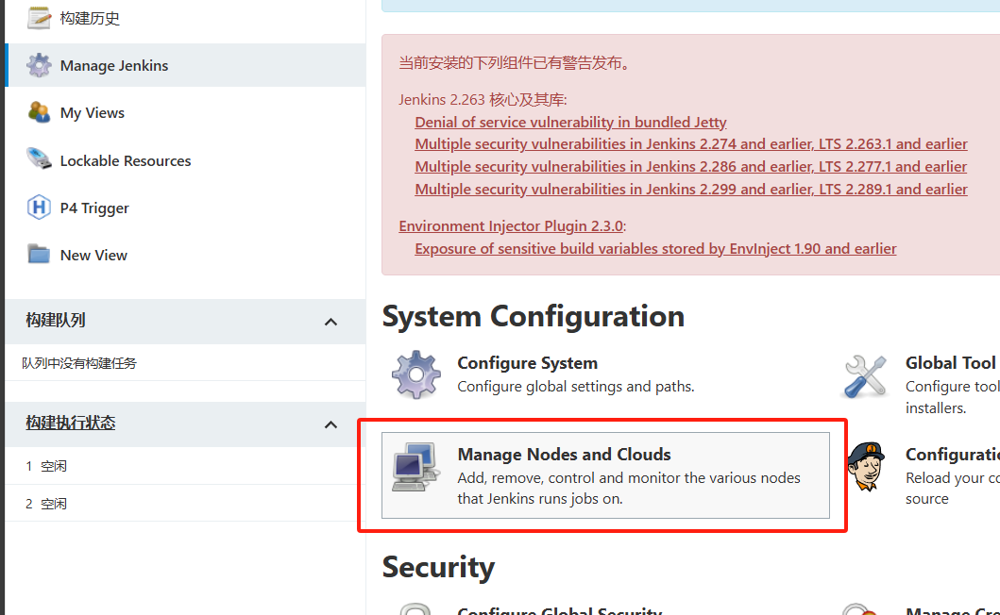 构建历史
Manage Jenkins
My Views
Lockable Resources
P4 Trigger
New View
构建队列
队列中没有构建任务
构建执行状态
1 空闲
2 空闲
当前安装的下列组件已有警告发布。
Jenkins 2.263 核心及其库:
Denial of service vulnerability in bundled Jetty
Multiple security vulnerabilities in Jenkins 2.274 and earlier, LTS 2.263.1 and earlier
Multiple security vulnerabilities in Jenkins 2.286 and earlier, LTS 2.277.1 and earlier
Multiple security vulnerabilities in Jenkins 2.299 and earlier, LTS 2.289.1 and earlier
Environment Injector Plugin 2.3.0:
Exposure of sensitive build variables stored by EnvInject 1.90 and earlier
System Configuration
Configure System
Configure global settings and paths.
Global Tool
Configure tool
installers.
Manage Nodes and Clouds
Add, remove, control and monitor the various nodes
that Jenkins runs jobs on.
Configuratio
Reload your co
source
Security
Configure Global Security
Manage Cre